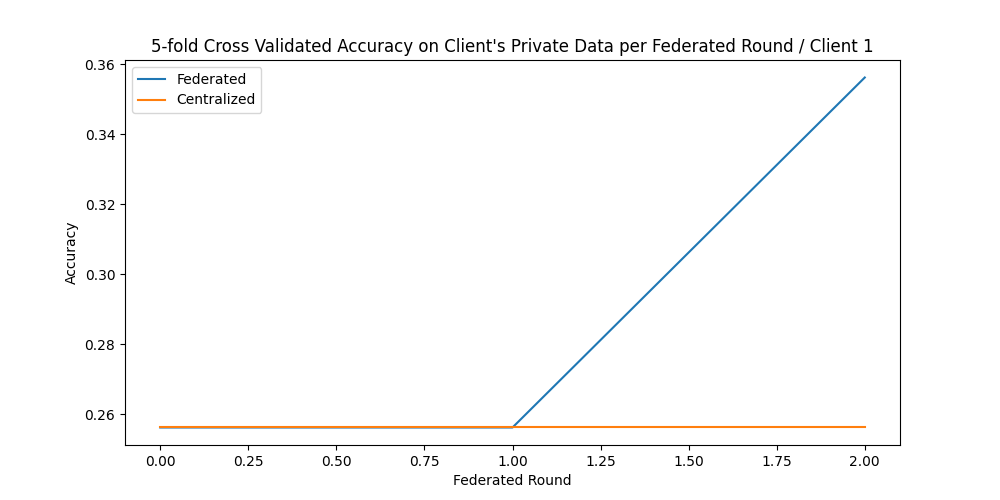 5-fold Cross Validated Accuracy on Client's Private Data per Federated Round / Client 1
Federated
Centralized
Accuracy
0.36
0.34
0.32
0.30
0.28
0.26
0.00 0.25 0.50 0.75 1.00 1.25 1.50 1.75 2.00
Federated Round